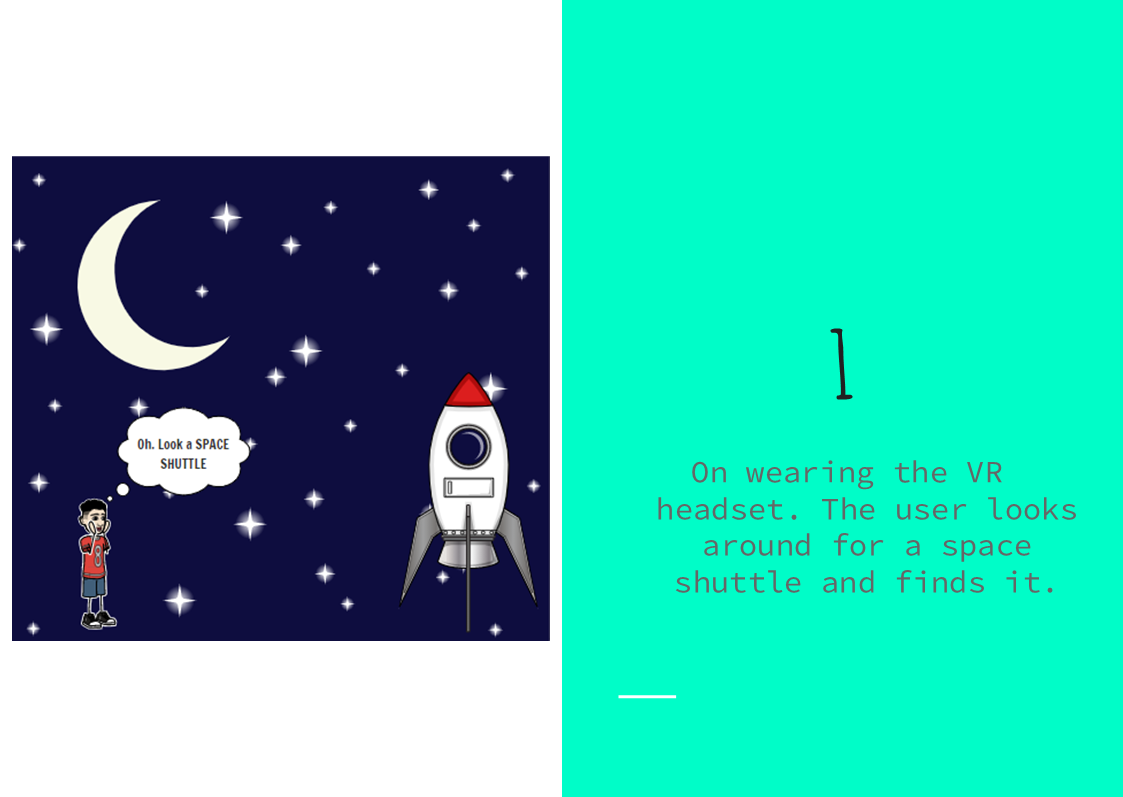 Oh. Look a SPACE
SHUTTLE
1
On wearing the VR
headset. The user looks
around for a space
shuttle and finds it.